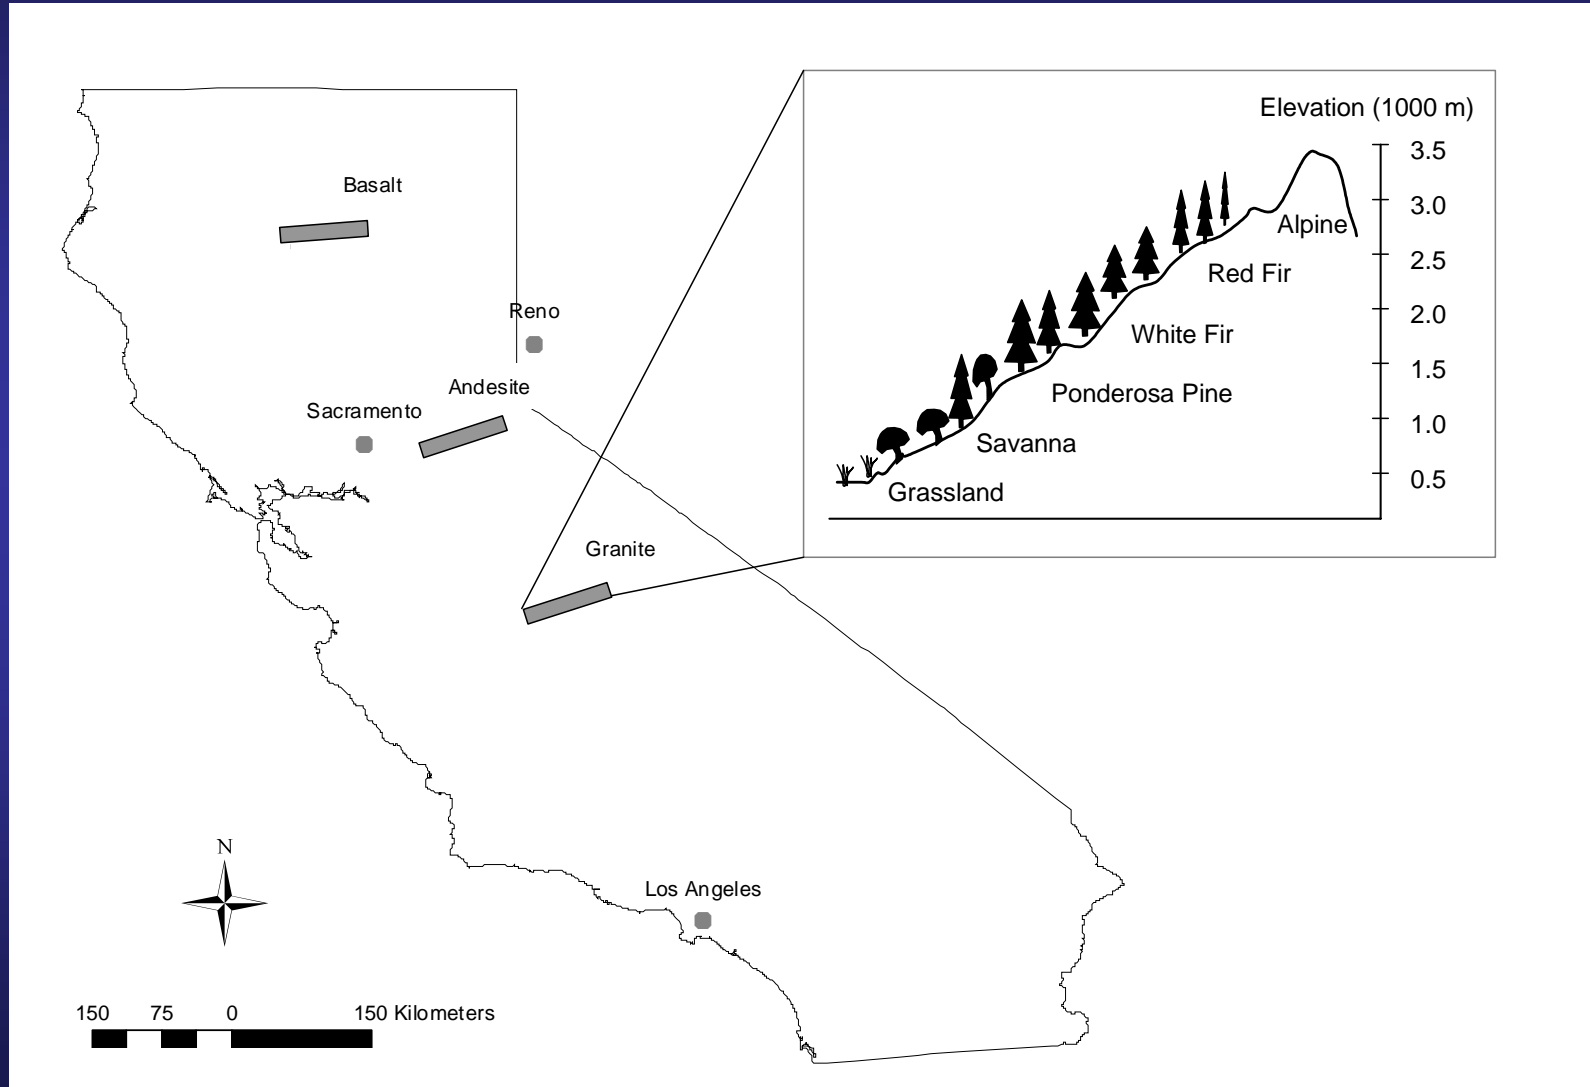 Elevation (1000 m)
3.5
3.0
2.5
2.0
1.5
1.0
0.5
Alpine
Red Fir
White Fir
Ponderosa Pine
Savanna
Grassland
Basalt
Reno
Andesite
Sacramento
Granite
Los Angeles
N
150 75 0 150 Kilometers